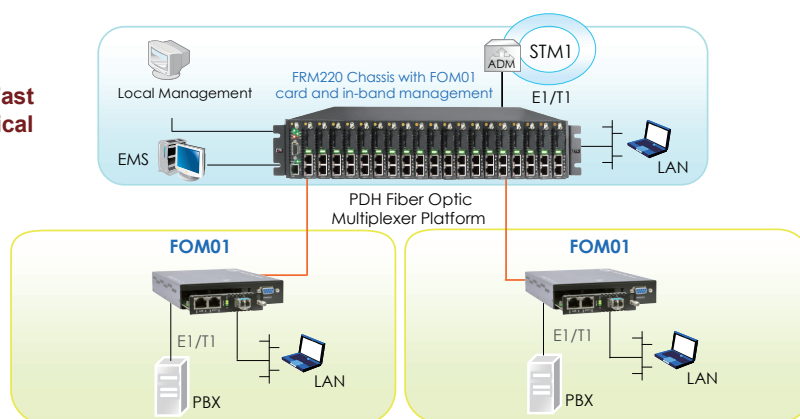 ast
ical
Local Management
FRM220 Chassis with FOM01
card and in-band management
ADM
STM1
E1/T1
EMS
LAN
PDH Fiber Optic
Multiplexer Platform
FOM01
E1/T1
LAN
PBX
FOM01
E1/T1
LAN
PBX